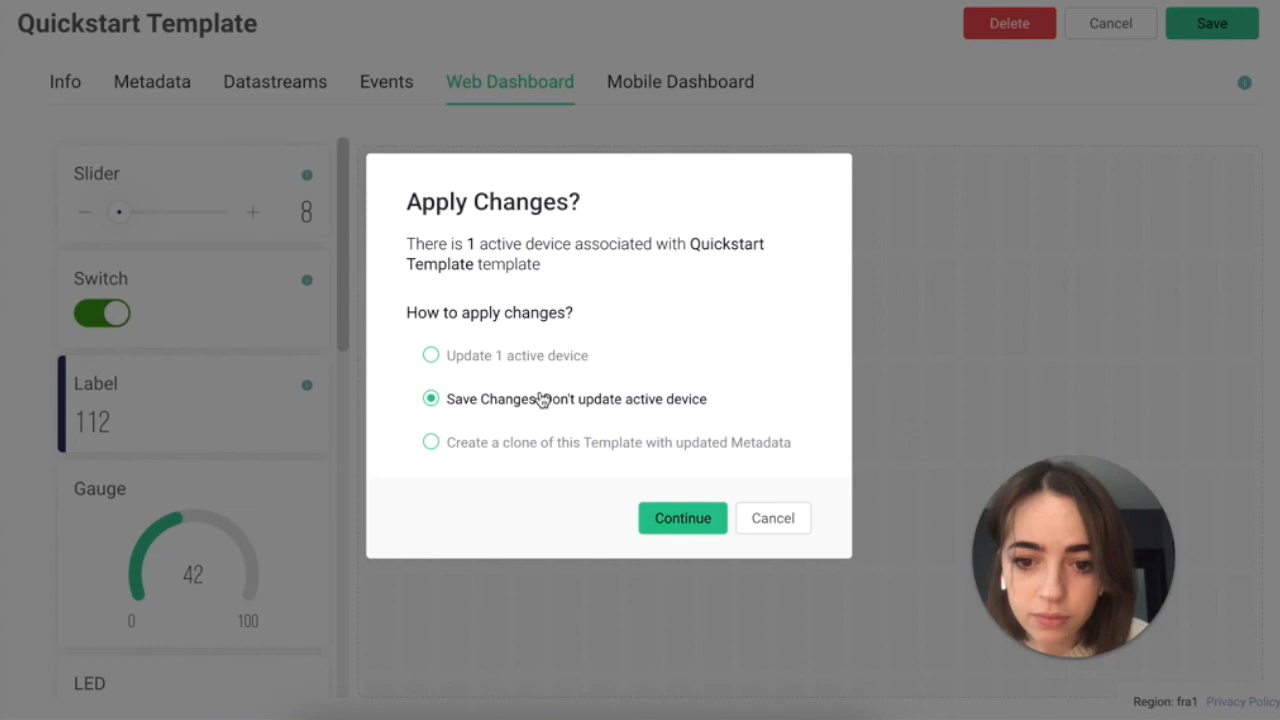 Quickstart Template
Delete
Cancel
Save
Info
Metadata
Datastreams
Events
Web Dashboard
Mobile Dashboard
Slider
8
Switch
Label
112
Gauge
42
0
100
LED
Apply Changes?
There is 1 active device associated with Quickstart
Template template
How to apply changes?
Update 1 active device
Save Changes, Don't update active device
Create a clone of this Template with updated Metadata
Continue
Cancel
Region: fra1
Privacy Policy